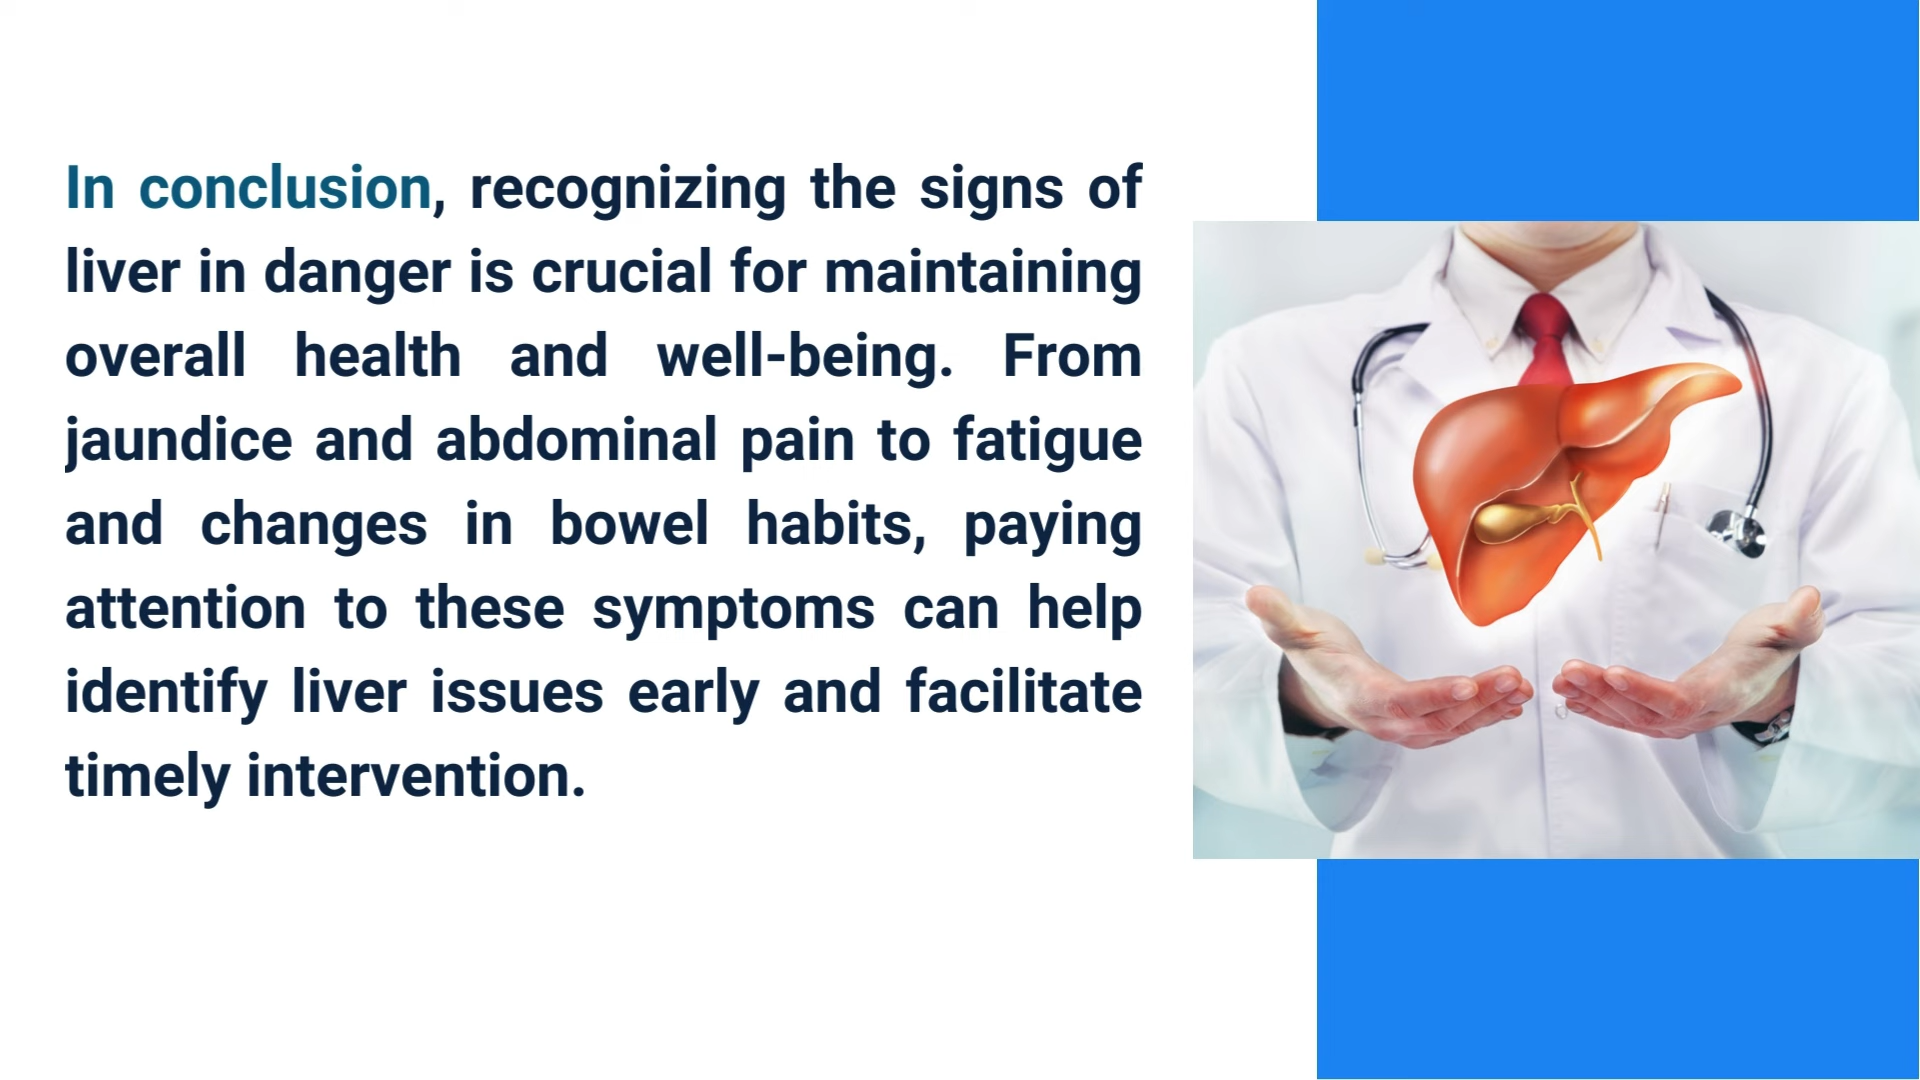 In conclusion, recognizing the signs of
liver in danger is crucial for maintaining
overall health and well-being. From
jaundice and abdominal pain to fatigue
and changes in bowel habits, paying
attention to these symptoms can help
identify liver issues early and facilitate
timely intervention.